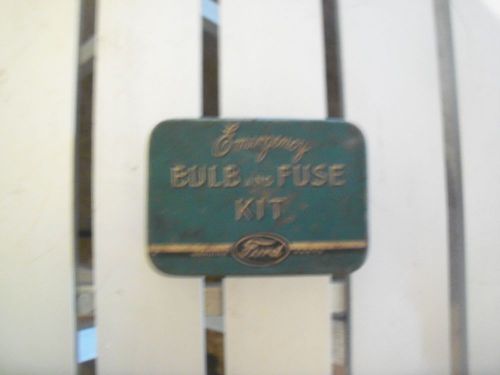 Emergency
BULB AND FUSE
KIT
Ford